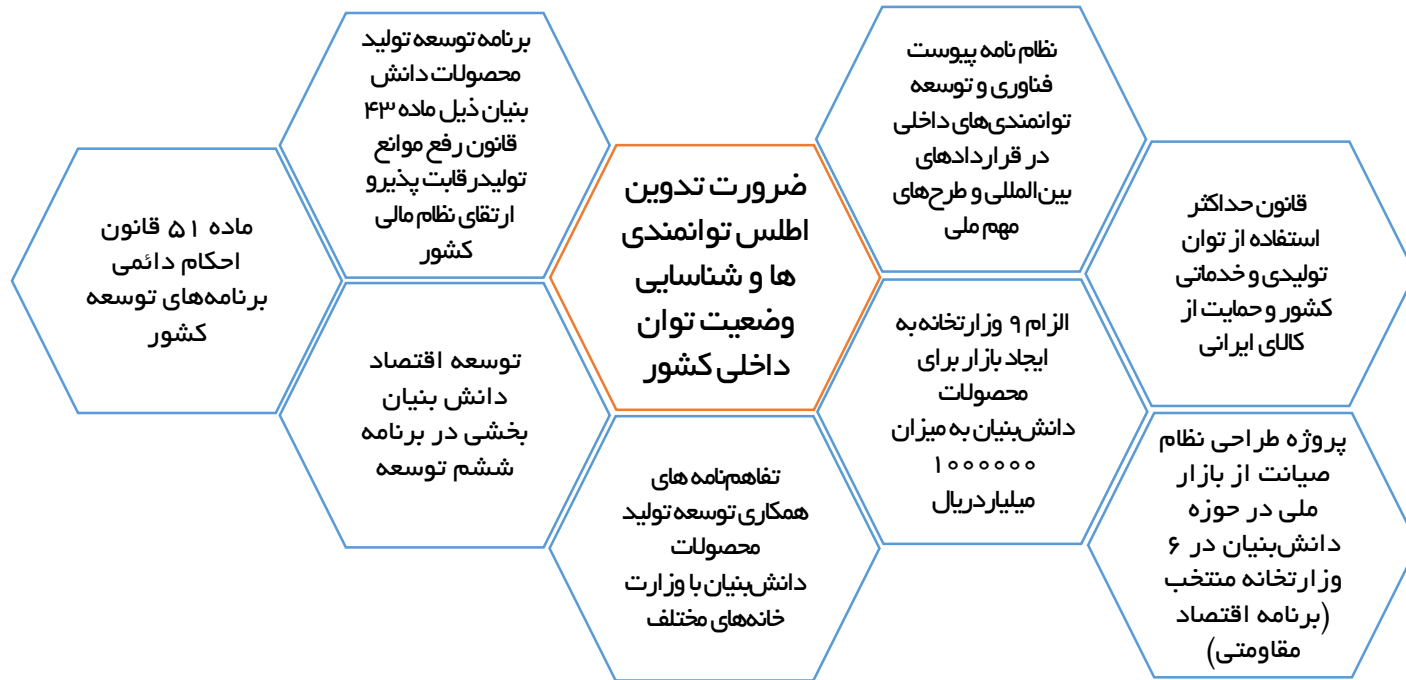 قانون حداکثر
استفاده از توان
تولیدی و خدماتی
کشور و حمایت از
کالای ایرانی
پروژه طراحی نظام
صیانت از بازار
ملی در حوزه
دانش‌بنیان در ۶
وزارتخانه منتخب
(برنامه اقتصاد
مقاومتی)
نظام نامه پیوست
فناوری و توسعه
توانمندی‌های داخلی
در قراردادهای
بین‌المللی و طرح‌های
مهم ملی
الزام ۹ وزارتخانه به
ایجاد بازار برای
محصولات
دانش‌بنیان به میزان
۱۰۰۰۰۰۰
میلیارد ریال
ضرورت تدوین
اطلس توانمندی
ها و شناسایی
وضعیت توان
داخلی کشور
تفاهم‌نامه های
همکاری توسعه تولید
محصولات
دانش‌بنیان با وزارت
خانه‌های مختلف
برنامه توسعه تولید
محصولات دانش
بنیان ذیل ماده ۴۳
قانون رفع موانع
تولید رقابت پذیر و
ارتقای نظام مالی
کشور
توسعه اقتصاد
دانش بنیان
بخشی در برنامه
ششم توسعه
ماده ۵۱ قانون
احکام دائمی
برنامه‌های توسعه
کشور